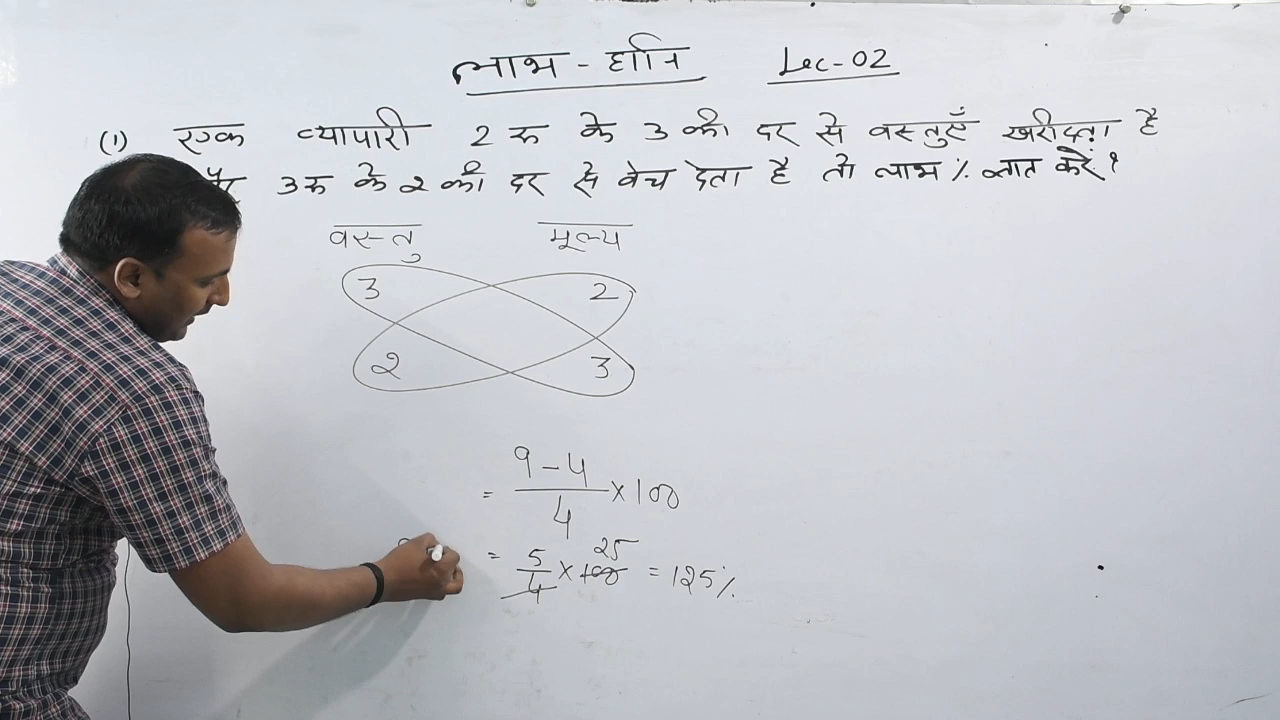 लाभ - हानि Lec-02
(1) एक व्यापारी 2 रू के 3 की दर से वस्तुएँ खरीदता है
3 रू के 2 की दर से बेच देता है तो लाभ % ज्ञात करे ?
वस्तु मूल्य
3 2
2 3
= 9-4/4 × 100
= 5/4 × 100 25 = 125%